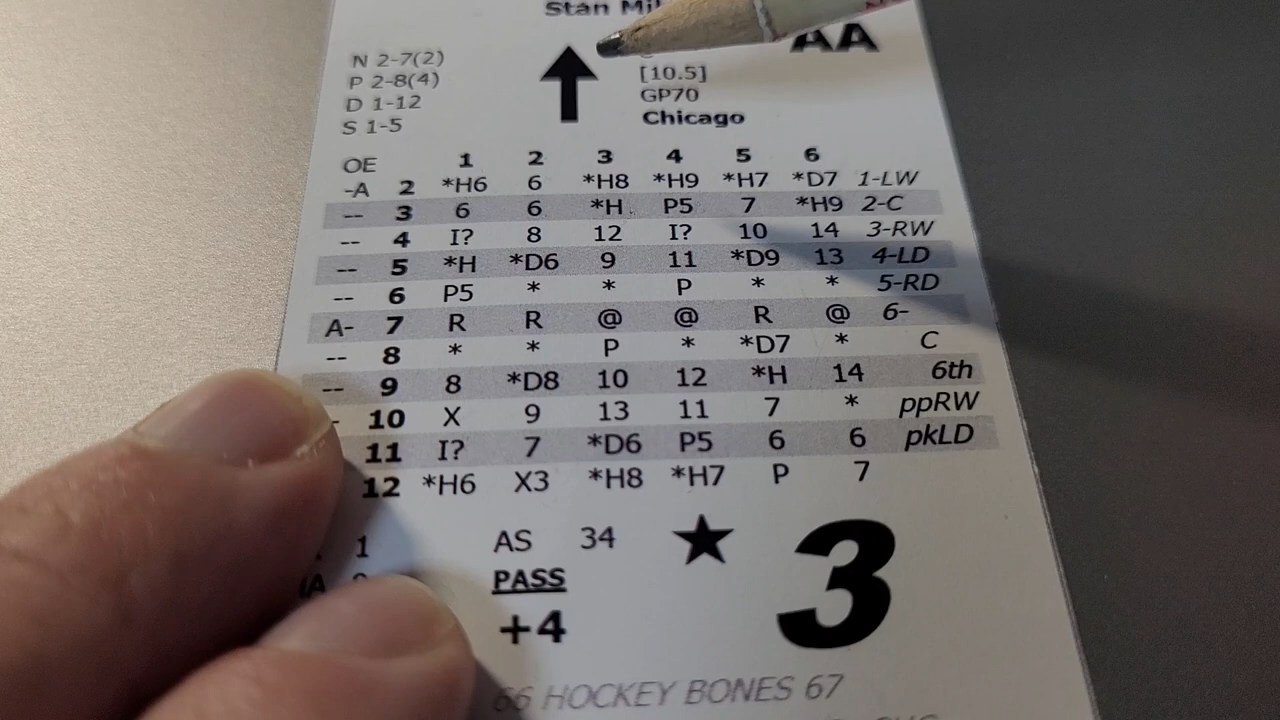 Stan
AA
N 2-7(2)
P 2-8(4)
D 1-12
S 1-5
[10.5]
GP70
Chicago
OE 1 2 3 4 5 6
-A 2 *H6 6 *H8 *H9 *H7 *D7 1-LW
-- 3 6 6 *H P5 7 *H9 2-C
-- 4 I? 8 12 I? 10 14 3-RW
-- 5 *H *D6 9 11 *D9 13 4-LD
-- 6 P5 * * P * * 5-RD
A- 7 R R @ @ R @ 6-
-- 8 * * P * *D7 * C
-- 9 8 *D8 10 12 *H 14 6th
- 10 X 9 13 11 7 * ppRW
11 I? 7 *D6 P5 6 6 pkLD
12 *H6 X3 *H8 *H7 P 7
1 AS 34 ★ 3
PASS
+4
66 HOCKEY BONES 67